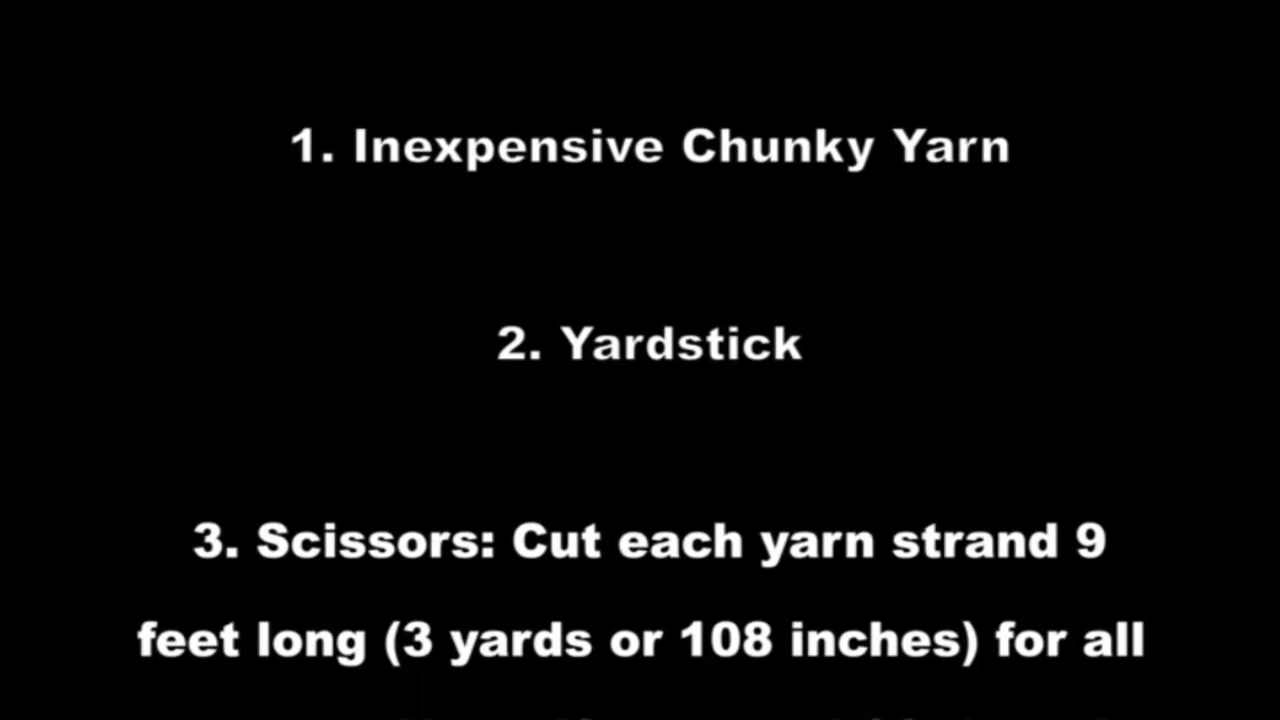 1. Inexpensive Chunky Yarn
2. Yardstick
3. Scissors: Cut each yarn strand 9
feet long (3 yards or 108 inches) for all